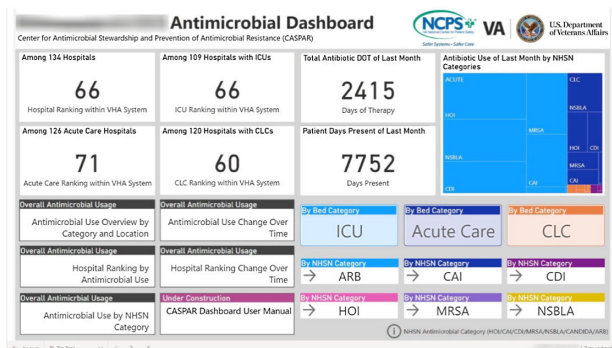 Antimicrobial Dashboard
Center for Antimicrobial Stewardship and Prevention of Antimicrobial Resistance (CASPAR)
NCPS
Safer Systems - Safer Care
VA
U.S. Department
of Veterans Affairs
Among 134 Hospitals
66
Hospital Ranking within VHA System
Among 109 Hospitals with ICUs
66
ICU Ranking within VHA System
Total Antibiotic DOT of Last Month
2415
Days of Therapy
Antibiotic Use of Last Month by NHSN
Categories
ACUTE
HOI
NSBLA
CDI
MRSA
CAI
CLC
NSBLA
HOI CDI
MRSA
CAI
Among 126 Acute Care Hospitals
71
Acute Care Ranking within VHA System
Among 120 Hospitals with CLCs
60
CLC Ranking within VHA System
Patient Days Present of Last Month
7752
Days Present
Overall Antimicrobial Usage
Antimicrobial Use Overview by
Category and Location
Overall Antimicrobial Usage
Antimicrobial Use Change Over
Time
By Bed Category
ICU
By Bed Category
Acute Care
By Bed Category
CLC
Overall Antimicrobial Usage
Hospital Ranking by
Antimicrobial Use
Overall Antimicrobial Usage
Hospital Ranking Change Over
Time
By NHSN Category
→ ARB
By NHSN Category
→ CAI
By NHSN Category
→ CDI
Overall Antimicrbial Usage
Antimicrobial Use by NHSN
Category
Under Construction
CASPAR Dashboard User Manual
By NHSN Category
→ HOI
By NHSN Category
→ MRSA
By NHSN Category
→ NSBLA
NHSN Antimicrobial Category (HOI/CAI/CDI/MRSA/NSBLA/CANDIDA/ARB)